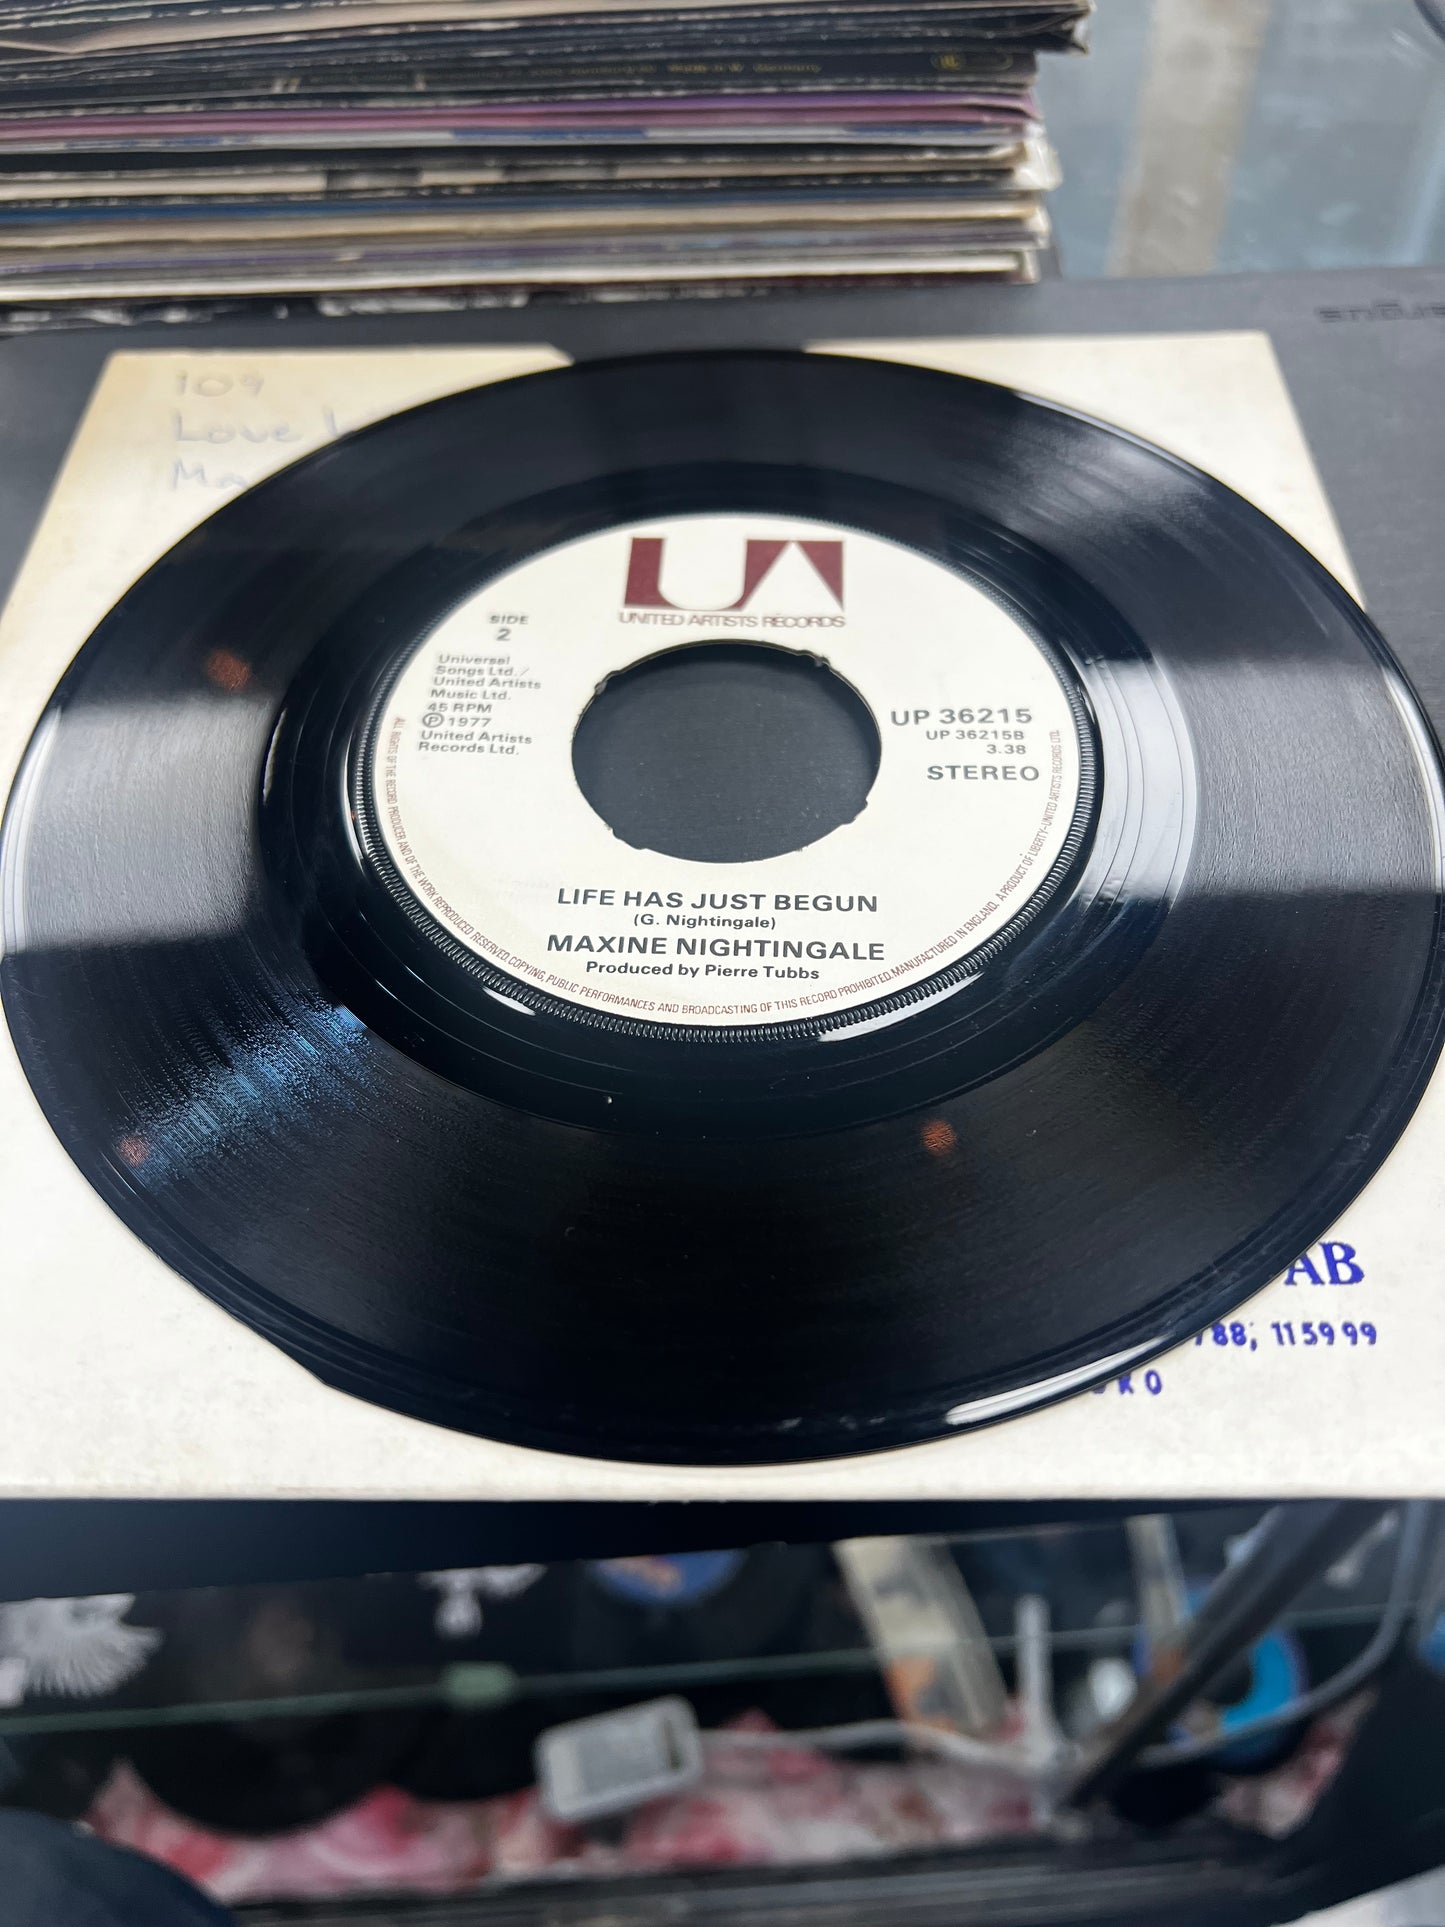 109
Love
Ma
UA
UNITED ARTISTS RECORDS
SIDE
2
Universal
Songs Ltd./
United Artists
Music Ltd.
45 RPM
Ⓟ 1977
United Artists
Records Ltd.
UP 36215
UP 36215B
3.38
STEREO
LIFE HAS JUST BEGUN
(G. Nightingale)
MAXINE NIGHTINGALE
Produced by Pierre Tubbs
ALL RIGHTS OF THE RECORD PRODUCER AND OF THE WORK REPRODUCED RESERVED. COPYING, PUBLIC PERFORMANCES AND BROADCASTING OF THIS RECORD PROHIBITED. MANUFACTURED IN ENGLAND. A PRODUCT OF LIBERTY-UNITED ARTISTS RECORDS LTD.
AB
788, 115999